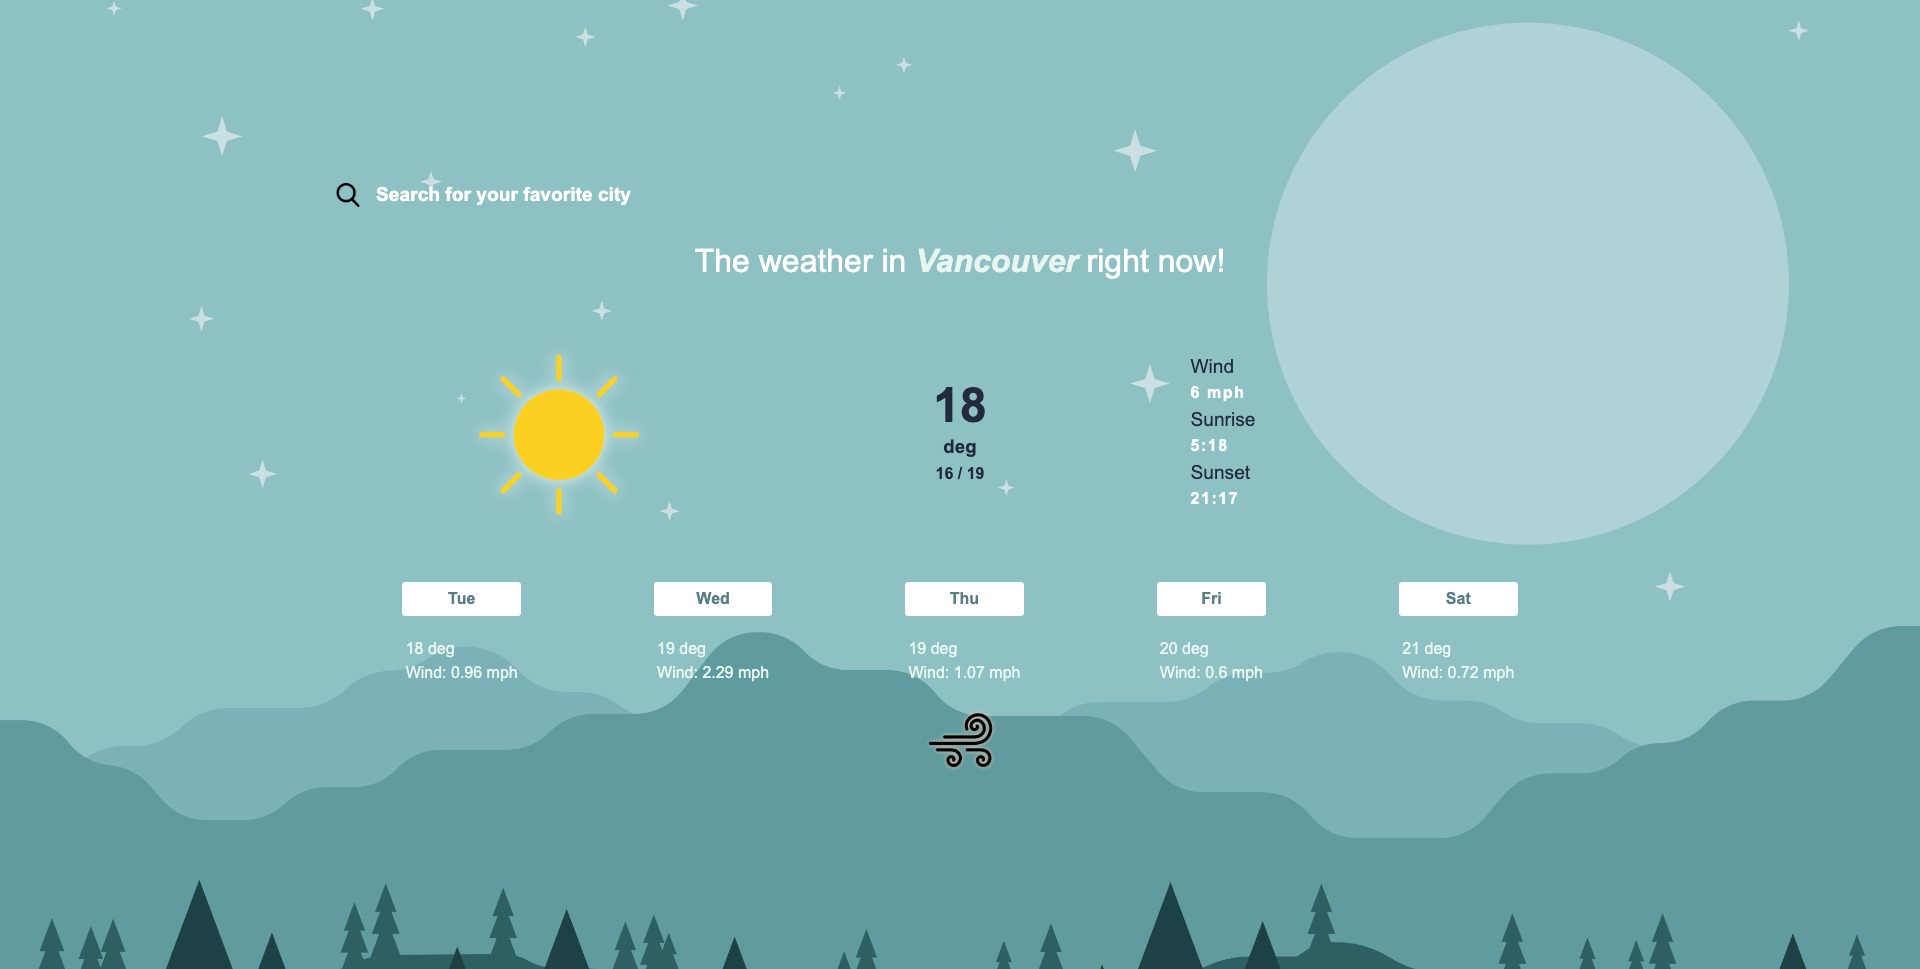 Search for your favorite city
The weather in Vancouver right now!
18
deg
16 / 19
Wind
6 mph
Sunrise
5:18
Sunset
21:17
Tue
18 deg
Wind: 0.96 mph
Wed
19 deg
Wind: 2.29 mph
Thu
19 deg
Wind: 1.07 mph
Fri
20 deg
Wind: 0.6 mph
Sat
21 deg
Wind: 0.72 mph